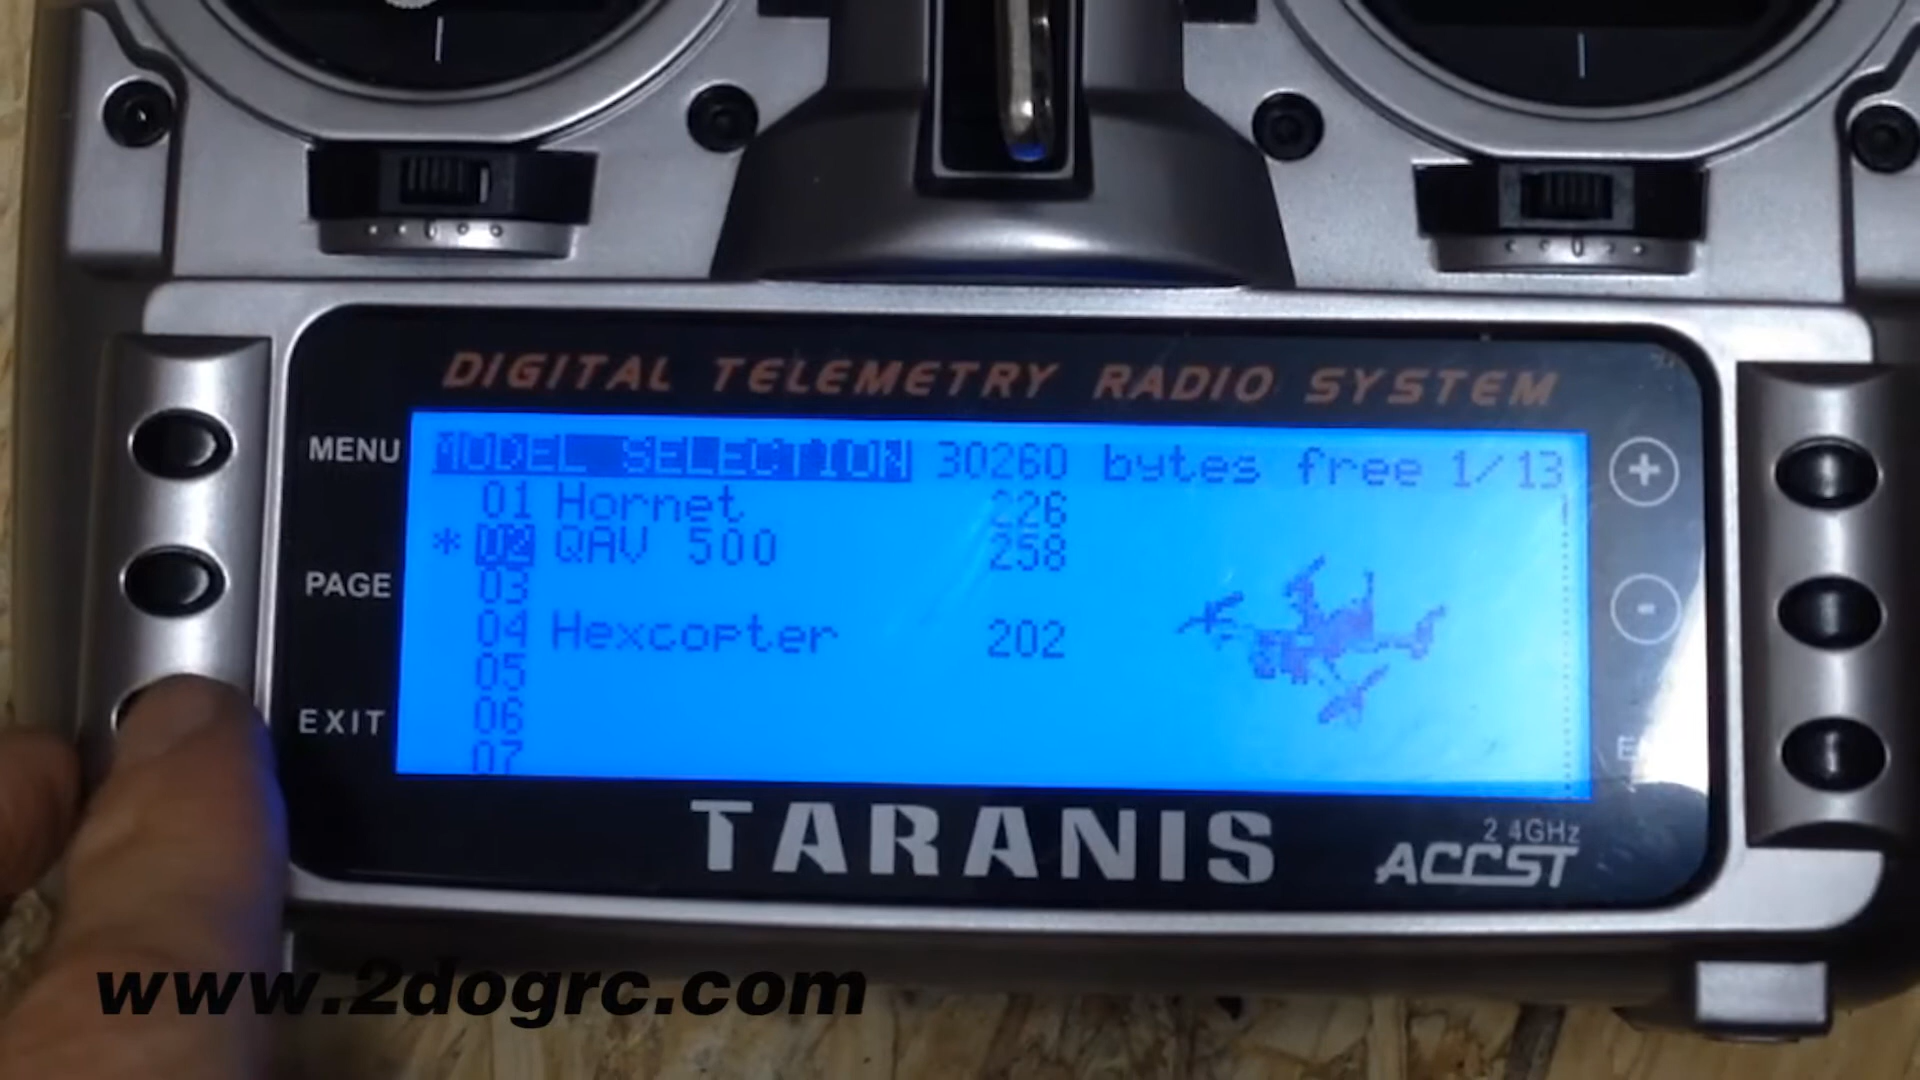 DIGITAL TELEMETRY RADIO SYSTEM
MENU
PAGE
EXIT
MODEL SELECTION 30260 bytes free 1/13
01 Hornet 226
* 02 QAV 500 258
03
04 Hexcopter 202
05
06
07
+
-
TARANIS
2.4GHz
ACCST
www.2dogrc.com